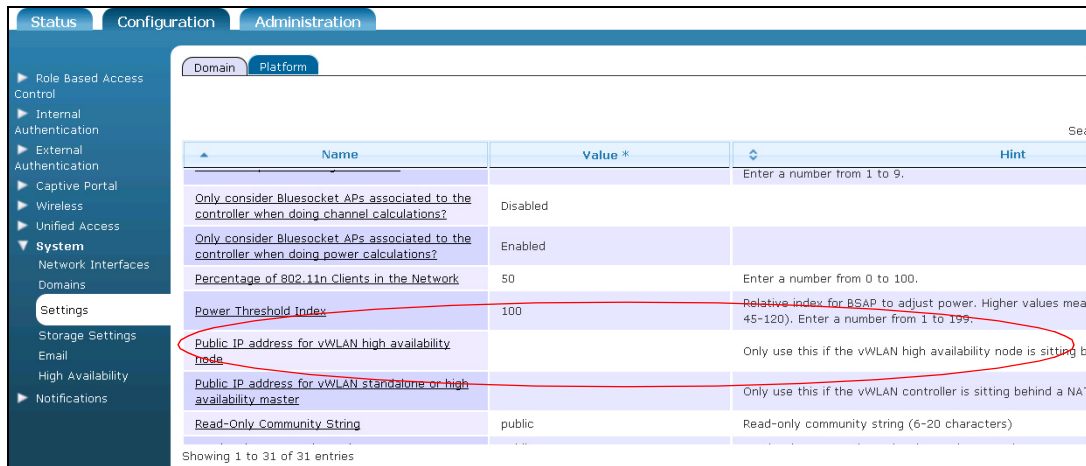 Status Configuration Administration
Domain Platform
Role Based Access
Control
Internal
Authentication
External
Authentication
Captive Portal
Wireless
Unified Access
System
Network Interfaces
Domains
Settings
Storage Settings
Email
High Availability
Notifications
Sea
Name Value * Hint
Enter a number from 1 to 9.
Only consider Bluesocket APs associated to the
controller when doing channel calculations? Disabled
Only consider Bluesocket APs associated to the
controller when doing power calculations? Enabled
Percentage of 802.11n Clients in the Network 50 Enter a number from 0 to 100.
Power Threshold Index 100 Relative index for BSAP to adjust power. Higher values mea
45-120). Enter a number from 1 to 199.
Public IP address for vWLAN high availability
node Only use this if the vWLAN high availability node is sitting b
Public IP address for vWLAN standalone or high
availability master Only use this if the vWLAN controller is sitting behind a NA
Read-Only Community String public Read-only community string (6-20 characters)
Showing 1 to 31 of 31 entries